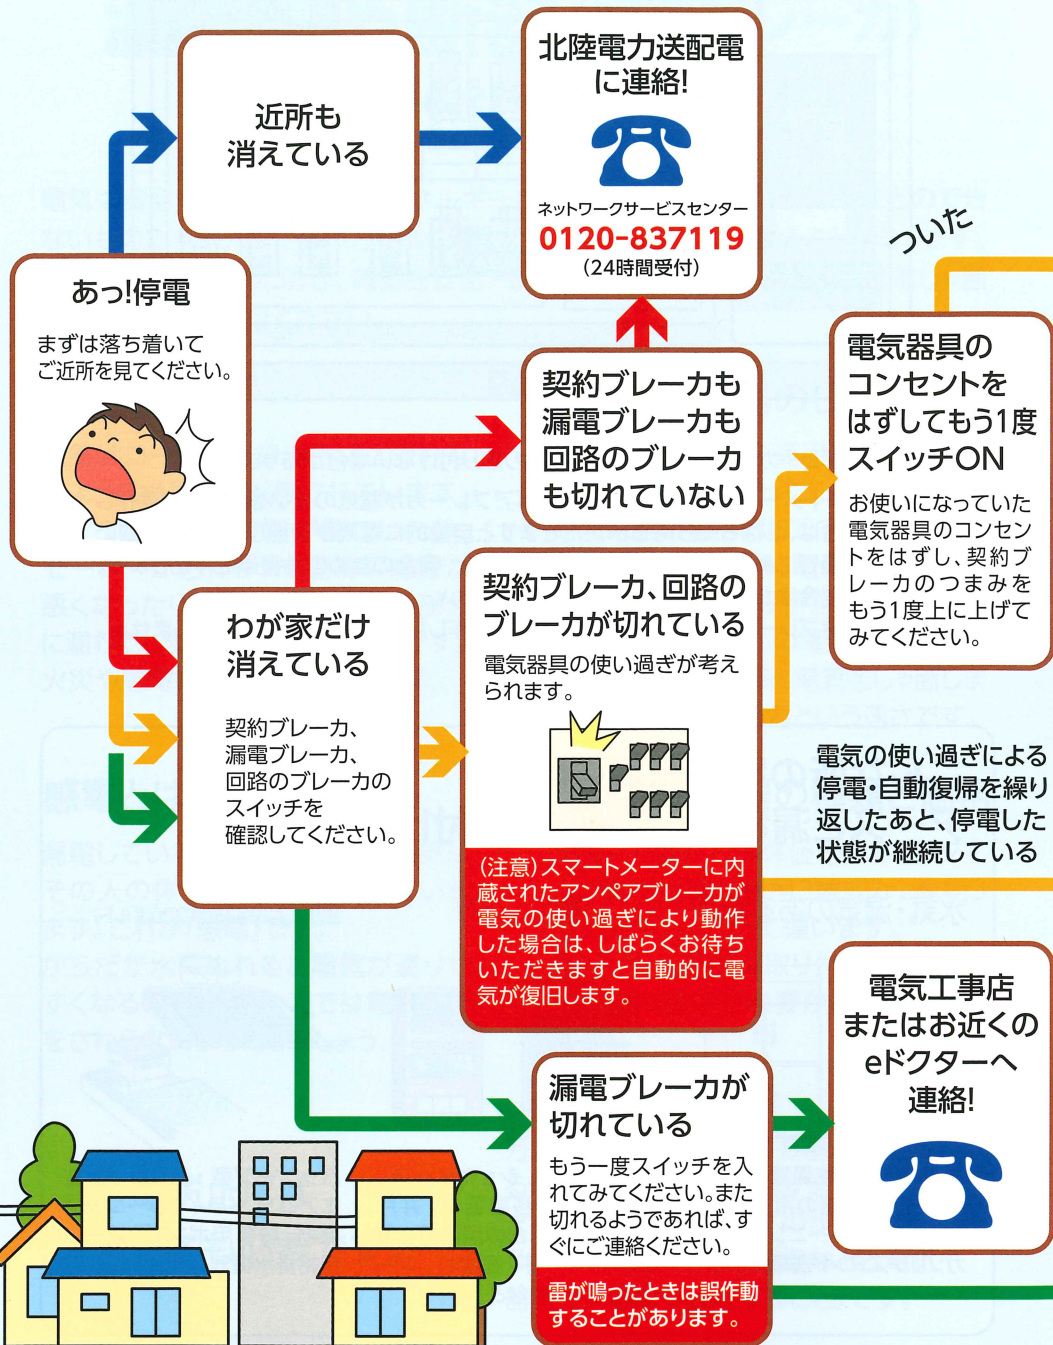 近所も
消えている
北陸電力送配電
に連絡!
ネットワークサービスセンター
0120-837119
(24時間受付)
あっ!停電
まずは落ち着いて
ご近所を見てください。
ついた
契約ブレーカも
漏電ブレーカも
回路のブレーカ
も切れていない
電気器具の
コンセントを
はずしてもう1度
スイッチON
お使いになっていた
電気器具のコンセン
トをはずし、契約ブ
レーカのつまみを
もう1度上に上げて
みてください。
わが家だけ
消えている
契約ブレーカ、
漏電ブレーカ、
回路のブレーカの
スイッチを
確認してください。
契約ブレーカ、回路の
ブレーカが切れている
電気器具の使い過ぎが考え
られます。
(注意)スマートメーターに内
蔵されたアンペアブレーカが
電気の使い過ぎにより動作
した場合は、しばらくお待ち
いただきますと自動的に電
気が復旧します。
電気の使い過ぎによる
停電・自動復帰を繰り
返したあと、停電した
状態が継続している
漏電ブレーカが
切れている
もう一度スイッチを入
れてみてください。また
切れるようであれば、す
ぐにご連絡ください。
雷が鳴ったときは誤作動
することがあります。
電気工事店
またはお近くの
eドクターへ
連絡!